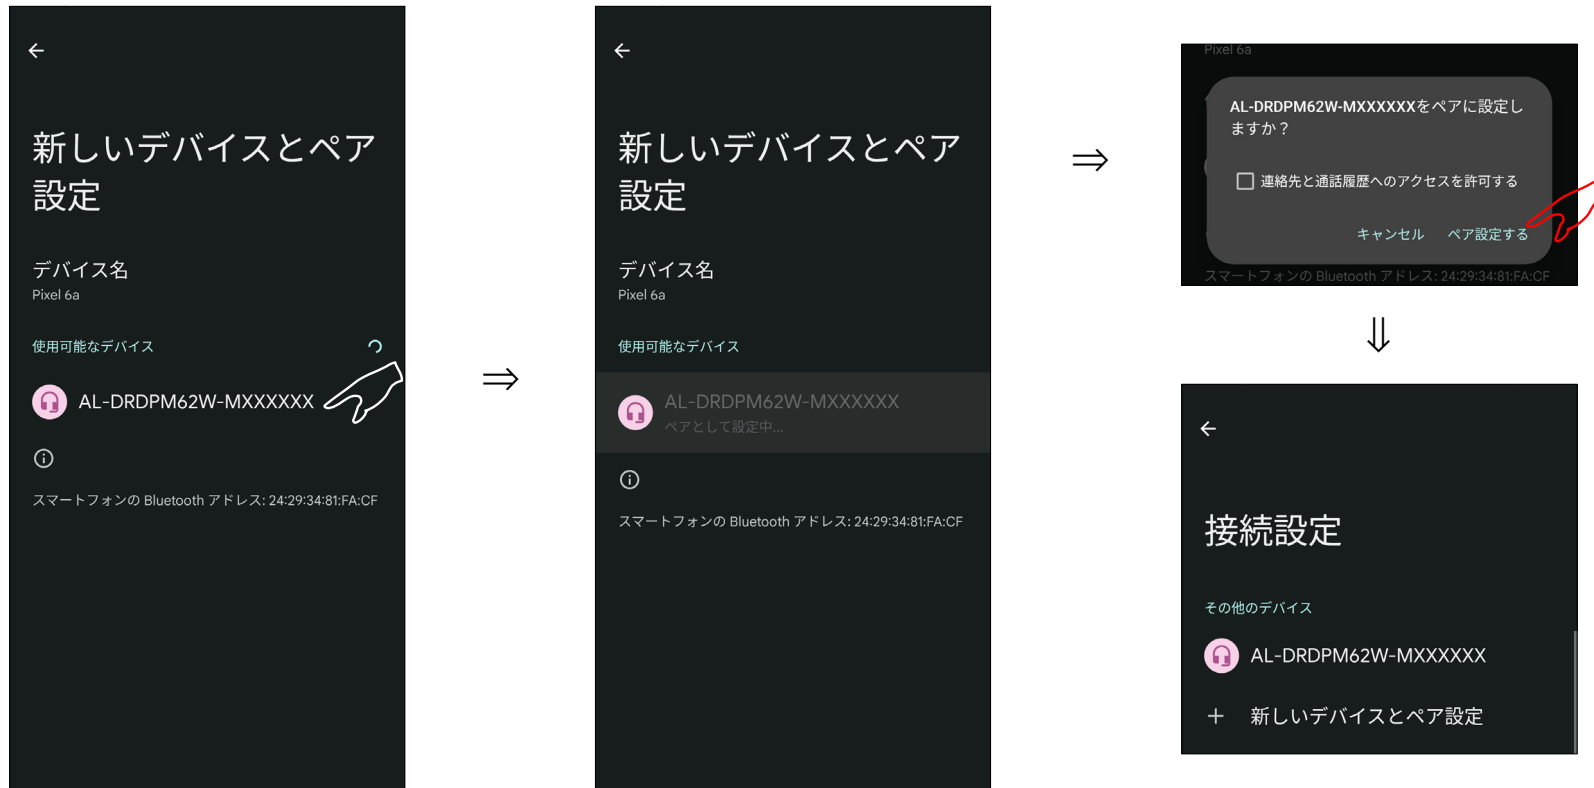 新しいデバイスとペア
設定
デバイス名
Pixel 6a
使用可能なデバイス
AL-DRDPM62W-MXXXXXX
スマートフォンの Bluetooth アドレス: 24:29:34:81:FA:CF
⇒
新しいデバイスとペア
設定
デバイス名
Pixel 6a
使用可能なデバイス
AL-DRDPM62W-MXXXXXX
ペアとして設定中...
スマートフォンの Bluetooth アドレス: 24:29:34:81:FA:CF
⇒
Pixel 6a
AL-DRDPM62W-MXXXXXXをペアに設定し
ますか？
連絡先と通話履歴へのアクセスを許可する
キャンセル ペア設定する
スマートフォンの Bluetooth アドレス: 24:29:34:81:FA:CF
⇓
接続設定
その他のデバイス
AL-DRDPM62W-MXXXXXX
+ 新しいデバイスとペア設定